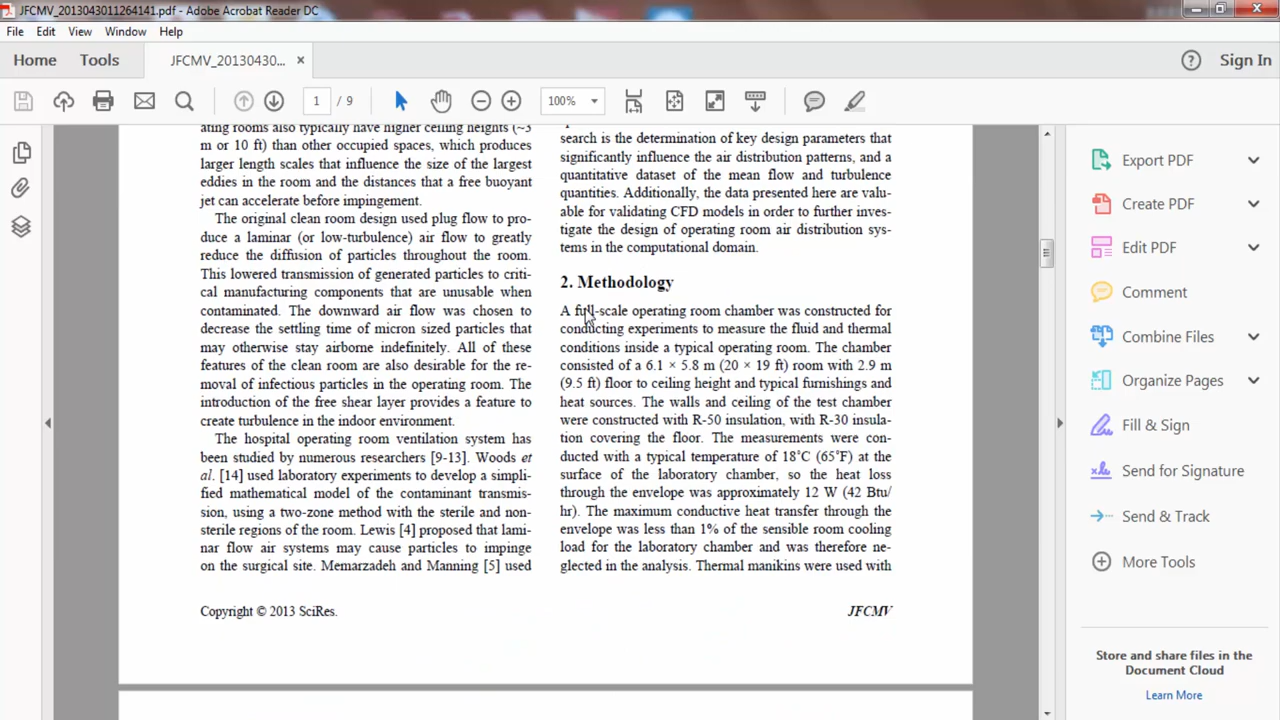 JFCMV_2013043011264141.pdf - Adobe Acrobat Reader DC
File Edit View Window Help
Home Tools JFCMV_20130430... × Sign In
1 / 9 100%
ating rooms also typically have higher ceiling heights (~3
m or 10 ft) than other occupied spaces, which produces
larger length scales that influence the size of the largest
eddies in the room and the distances that a free buoyant
jet can accelerate before impingement.
The original clean room design used plug flow to pro-
duce a laminar (or low-turbulence) air flow to greatly
reduce the diffusion of particles throughout the room.
This lowered transmission of generated particles to criti-
cal manufacturing components that are unusable when
contaminated. The downward air flow was chosen to
decrease the settling time of micron sized particles that
may otherwise stay airborne indefinitely. All of these
features of the clean room are also desirable for the re-
moval of infectious particles in the operating room. The
introduction of the free shear layer provides a feature to
create turbulence in the indoor environment.
The hospital operating room ventilation system has
been studied by numerous researchers [9-13]. Woods et
al. [14] used laboratory experiments to develop a simpli-
fied mathematical model of the contaminant transmis-
sion, using a two-zone method with the sterile and non-
sterile regions of the room. Lewis [4] proposed that lami-
nar flow air systems may cause particles to impinge
on the surgical site. Memarzadeh and Manning [5] used
search is the determination of key design parameters that
significantly influence the air distribution patterns, and a
quantitative dataset of the mean flow and turbulence
quantities. Additionally, the data presented here are valu-
able for validating CFD models in order to further inves-
tigate the design of operating room air distribution sys-
tems in the computational domain.
2. Methodology
A full-scale operating room chamber was constructed for
conducting experiments to measure the fluid and thermal
conditions inside a typical operating room. The chamber
consisted of a 6.1 × 5.8 m (20 × 19 ft) room with 2.9 m
(9.5 ft) floor to ceiling height and typical furnishings and
heat sources. The walls and ceiling of the test chamber
were constructed with R-50 insulation, with R-30 insula-
tion covering the floor. The measurements were con-
ducted with a typical temperature of 18˚C (65˚F) at the
surface of the laboratory chamber, so the heat loss
through the envelope was approximately 12 W (42 Btu/
hr). The maximum conductive heat transfer through the
envelope was less than 1% of the sensible room cooling
load for the laboratory chamber and was therefore ne-
glected in the analysis. Thermal manikins were used with
Copyright © 2013 SciRes. JFCMV
Export PDF
Create PDF
Edit PDF
Comment
Combine Files
Organize Pages
Fill & Sign
Send for Signature
Send & Track
More Tools
Store and share files in the
Document Cloud
Learn More